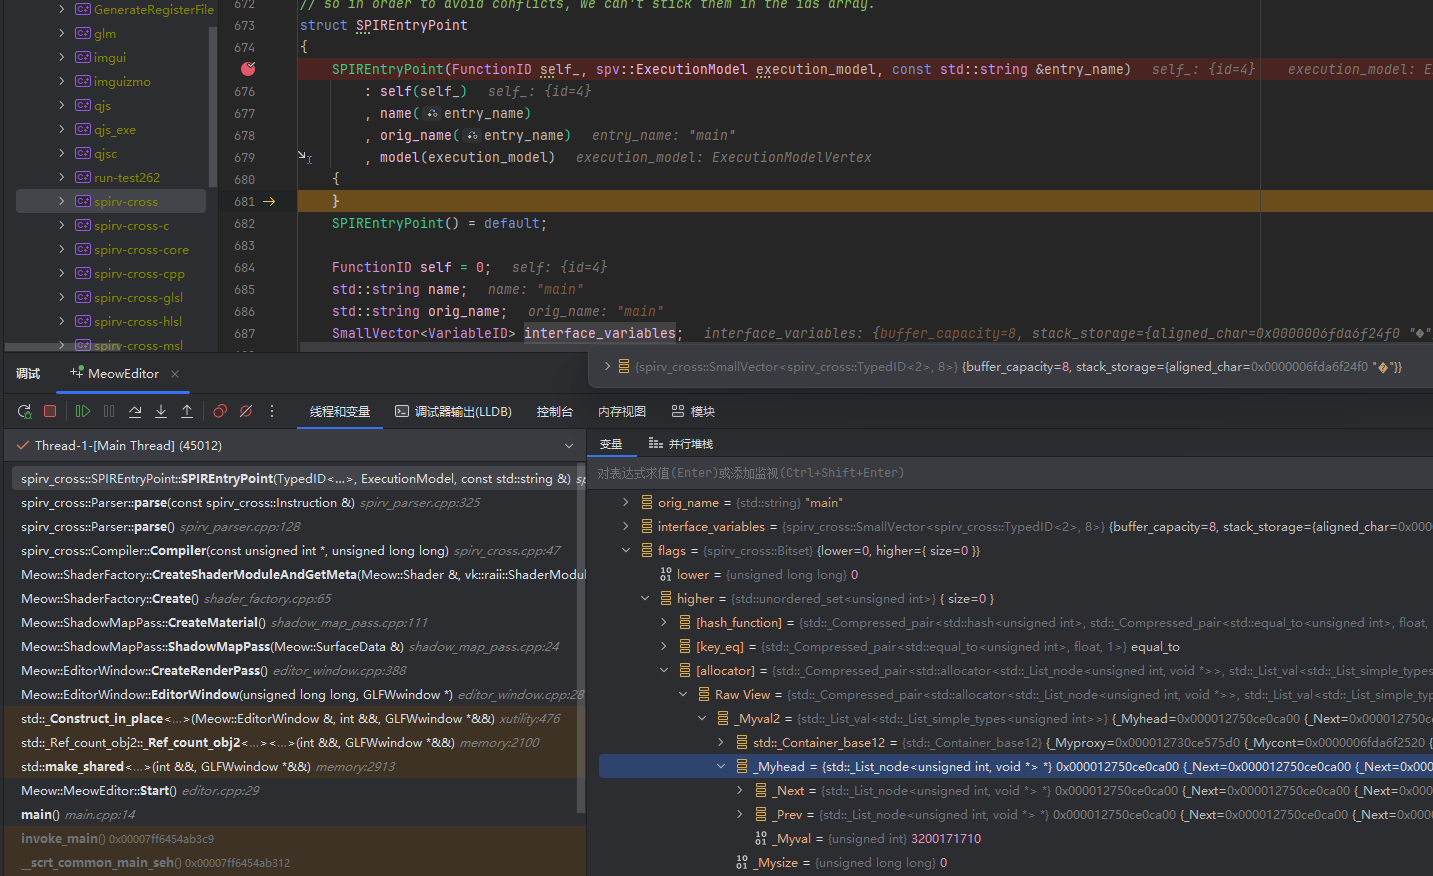 GenerateRegisterFile
glm
imgui
imguizmo
qjs
qjs_exe
qjsc
run-test262
spirv-cross
spirv-cross-c
spirv-cross-core
spirv-cross-cpp
spirv-cross-glsl
spirv-cross-hlsl
spirv-cross-msl
672 // so in order to avoid conflicts, we can't stick them in the ids array.
673 struct SPIREntryPoint
674 {
SPIREntryPoint(FunctionID self_, spv::ExecutionModel execution_model, const std::string &entry_name) self_: {id=4} execution_model: E
676 : self(self_) self_: {id=4}
677 , name(entry_name)
678 , orig_name(entry_name) entry_name: "main"
679 , model(execution_model) execution_model: ExecutionModelVertex
680 {
681 }
682 SPIREntryPoint() = default;
683
684 FunctionID self = 0; self: {id=4}
685 std::string name; name: "main"
686 std::string orig_name; orig_name: "main"
687 SmallVector<VariableID> interface_variables; interface_variables: {buffer_capacity=8, stack_storage={aligned_char=0x0000006fda6f24f0 "�"
{spirv_cross::SmallVector<spirv_cross::TypedID<2>, 8>} {buffer_capacity=8, stack_storage={aligned_char=0x0000006fda6f24f0 "�"}}
调试 MeowEditor
线程和变量 调试器输出(LLDB) 控制台 内存视图 模块
Thread-1-[Main Thread] (45012)
spirv_cross::SPIREntryPoint::SPIREntryPoint(TypedID<...>, ExecutionModel, const std::string &) sp
spirv_cross::Parser::parse(const spirv_cross::Instruction &) spirv_parser.cpp:325
spirv_cross::Parser::parse() spirv_parser.cpp:128
spirv_cross::Compiler::Compiler(const unsigned int *, unsigned long long) spirv_cross.cpp:47
Meow::ShaderFactory::CreateShaderModuleAndGetMeta(Meow::Shader &, vk::raii::ShaderModul
Meow::ShaderFactory::Create() shader_factory.cpp:65
Meow::ShadowMapPass::CreateMaterial() shadow_map_pass.cpp:111
Meow::ShadowMapPass::ShadowMapPass(Meow::SurfaceData &) shadow_map_pass.cpp:24
Meow::EditorWindow::CreateRenderPass() editor_window.cpp:388
Meow::EditorWindow::EditorWindow(unsigned long long, GLFWwindow *) editor_window.cpp:28
std::_Construct_in_place<...>(Meow::EditorWindow &, int &&, GLFWwindow *&&) xutility:476
std::_Ref_count_obj2::_Ref_count_obj2<...><...>(int &&, GLFWwindow *&&) memory:2100
std::make_shared<...>(int &&, GLFWwindow *&&) memory:2913
Meow::MeowEditor::Start() editor.cpp:29
main() main.cpp:14
invoke_main() 0x00007ff6454ab3c9
__scrt_common_main_seh() 0x00007ff6454ab312
变量 并行堆栈
对表达式求值(Enter)或添加监视(Ctrl+Shift+Enter)
orig_name = {std::string} "main"
interface_variables = {spirv_cross::SmallVector<spirv_cross::TypedID<2>, 8>} {buffer_capacity=8, stack_storage={aligned_char=0x000
flags = {spirv_cross::Bitset} {lower=0, higher={ size=0 }}
lower = {unsigned long long} 0
higher = {std::unordered_set<unsigned int>} { size=0 }
[hash_function] = {std::_Compressed_pair<std::hash<unsigned int>, std::_Compressed_pair<std::equal_to<unsigned int>, float,
[key_eq] = {std::_Compressed_pair<std::equal_to<unsigned int>, float, 1>} equal_to
[allocator] = {std::_Compressed_pair<std::allocator<std::_List_node<unsigned int, void *>>, std::_List_val<std::_List_simple_types
Raw View = {std::_Compressed_pair<std::allocator<std::_List_node<unsigned int, void *>>, std::_List_val<std::_List_simple_typ
_Myval2 = {std::_List_val<std::_List_simple_types<unsigned int>>} {_Myhead=0x000012750ce0ca00 {_Next=0x000012750
std::_Container_base12 = {std::_Container_base12} {_Myproxy=0x000012730ce575d0 {_Mycont=0x0000006fda6f2520 {
_Myhead = {std::_List_node<unsigned int, void *> *} 0x000012750ce0ca00 {_Next=0x000012750ce0ca00 {_Next=0x000
_Next = {std::_List_node<unsigned int, void *> *} 0x000012750ce0ca00 {_Next=0x000012750ce0ca00 {_Next=0x00
_Prev = {std::_List_node<unsigned int, void *> *} 0x000012750ce0ca00 {_Next=0x000012750ce0ca00 {_Next=0x00
_Myval = {unsigned int} 3200171710
_Mysize = {unsigned long long} 0